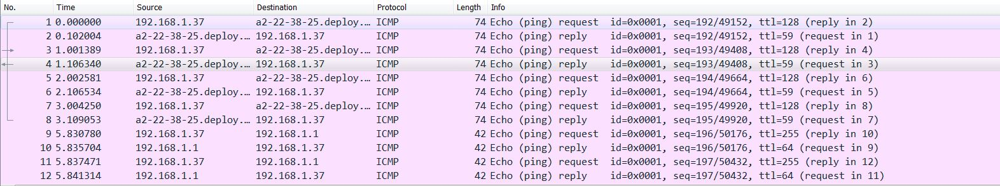 No. Time Source Destination Protocol Length Info
1 0.000000 192.168.1.37 a2-22-38-25.deploy.… ICMP 74 Echo (ping) request id=0x0001, seq=192/49152, ttl=128 (reply in 2)
2 0.102004 a2-22-38-25.deploy.… 192.168.1.37 ICMP 74 Echo (ping) reply id=0x0001, seq=192/49152, ttl=59 (request in 1)
3 1.001389 192.168.1.37 a2-22-38-25.deploy.… ICMP 74 Echo (ping) request id=0x0001, seq=193/49408, ttl=128 (reply in 4)
4 1.106340 a2-22-38-25.deploy.… 192.168.1.37 ICMP 74 Echo (ping) reply id=0x0001, seq=193/49408, ttl=59 (request in 3)
5 2.002581 192.168.1.37 a2-22-38-25.deploy.… ICMP 74 Echo (ping) request id=0x0001, seq=194/49664, ttl=128 (reply in 6)
6 2.106534 a2-22-38-25.deploy.… 192.168.1.37 ICMP 74 Echo (ping) reply id=0x0001, seq=194/49664, ttl=59 (request in 5)
7 3.004250 192.168.1.37 a2-22-38-25.deploy.… ICMP 74 Echo (ping) request id=0x0001, seq=195/49920, ttl=128 (reply in 8)
8 3.109053 a2-22-38-25.deploy.… 192.168.1.37 ICMP 74 Echo (ping) reply id=0x0001, seq=195/49920, ttl=59 (request in 7)
9 5.830780 192.168.1.37 192.168.1.1 ICMP 42 Echo (ping) request id=0x0001, seq=196/50176, ttl=255 (reply in 10)
10 5.835704 192.168.1.1 192.168.1.37 ICMP 42 Echo (ping) reply id=0x0001, seq=196/50176, ttl=64 (request in 9)
11 5.837471 192.168.1.37 192.168.1.1 ICMP 42 Echo (ping) request id=0x0001, seq=197/50432, ttl=255 (reply in 12)
12 5.841314 192.168.1.1 192.168.1.37 ICMP 42 Echo (ping) reply id=0x0001, seq=197/50432, ttl=64 (request in 11)